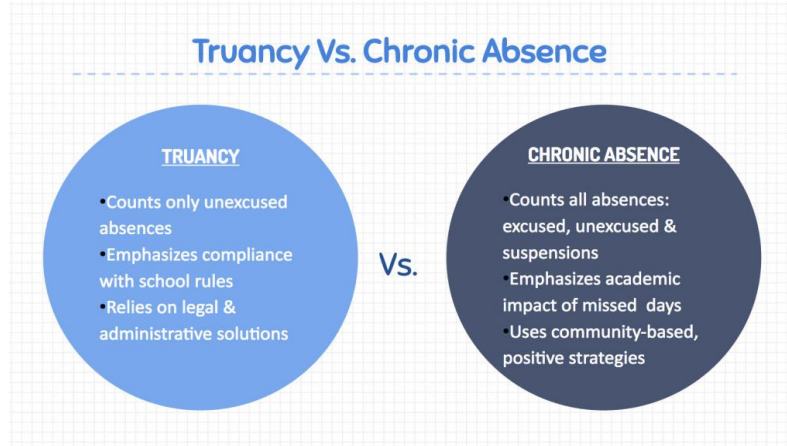 Truancy Vs. Chronic Absence
TRUANCY
•Counts only unexcused
absences
•Emphasizes compliance
with school rules
•Relies on legal &
administrative solutions
Vs.
CHRONIC ABSENCE
•Counts all absences:
excused, unexcused &
suspensions
•Emphasizes academic
impact of missed days
•Uses community-based,
positive strategies